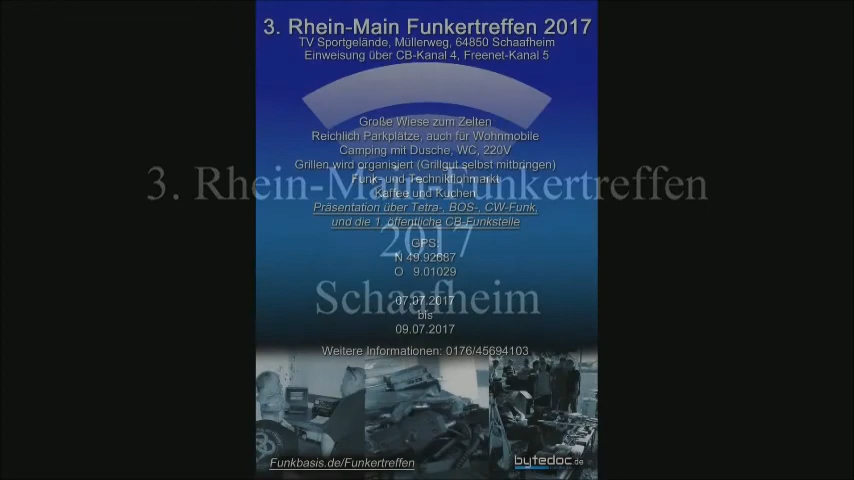 3. Rhein-Main Funkertreffen 2017
TV Sportgelände, Müllerweg, 64850 Schaafheim
Einweisung über CB-Kanal 4, Freenet-Kanal 5
Große Wiese zum Zelten
Reichlich Parkplätze, auch für Wohnmobile
Camping mit Dusche, WC, 220V
Grillen wird organisiert (Grillgut selbst mitbringen)
3. Rhein-Main-Funkertreffen
Funk- und Technikflohmarkt
Kaffee und Kuchen
Präsentation über Tetra-, BOS-, CW-Funk,
und die 1. öffentliche CB-Funkstelle
2017
GPS:
N 49.92687
O 9.01029
Schaafheim
07.07.2017
bis
09.07.2017
Weitere Informationen: 0176/45694103
Funkbasis.de/Funkertreffen
bytedoc.de